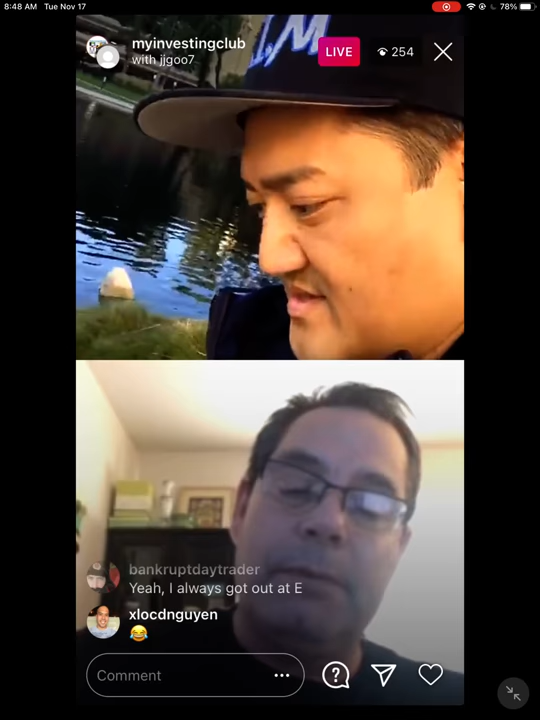 8:48 AM Tue Nov 17
78%
myinvestingclub
with jjgoo7
LIVE
254
bankruptdaytrader
Yeah, I always got out at E
xlocdnguyen
Comment